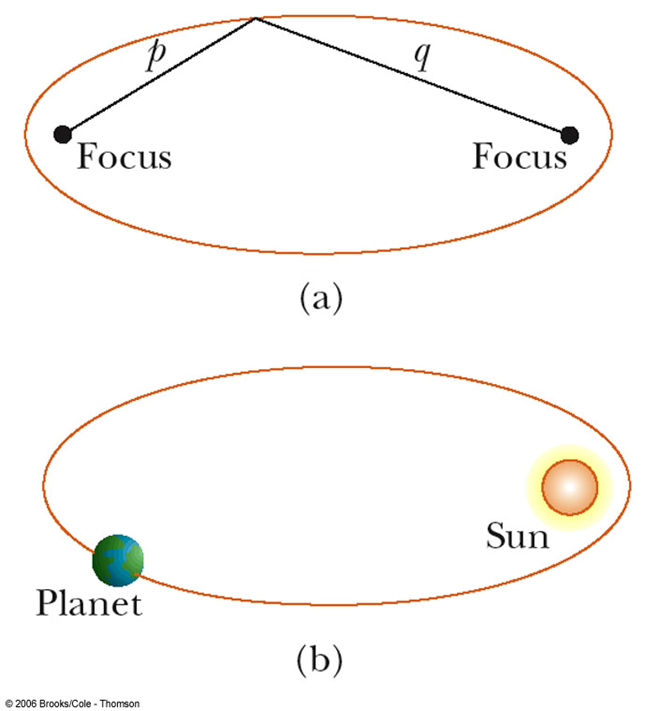 p
q
Focus
Focus
(a)
Sun
Planet
(b)
© 2006 Brooks/Cole - Thomson